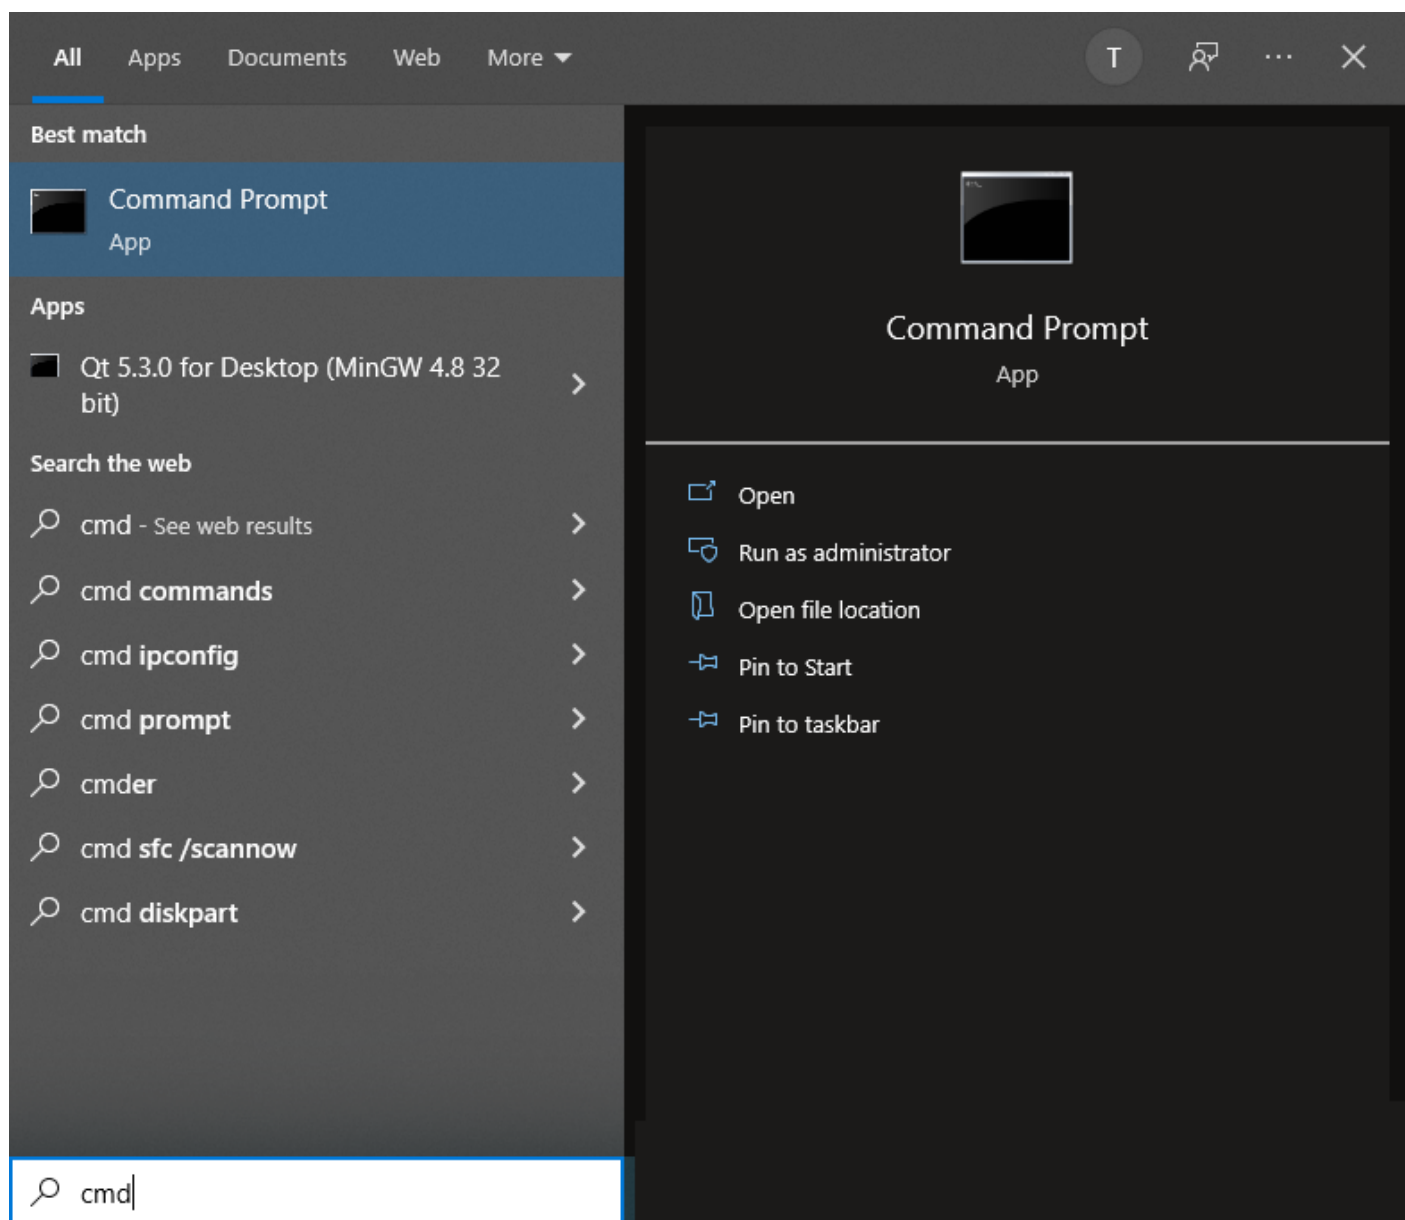 All Apps Documents Web More T
Best match
Command Prompt
App
Apps
Qt 5.3.0 for Desktop (MinGW 4.8 32
bit)
Search the web
cmd - See web results
cmd commands
cmd ipconfig
cmd prompt
cmder
cmd sfc /scannow
cmd diskpart
cmd
Command Prompt
App
Open
Run as administrator
Open file location
Pin to Start
Pin to taskbar